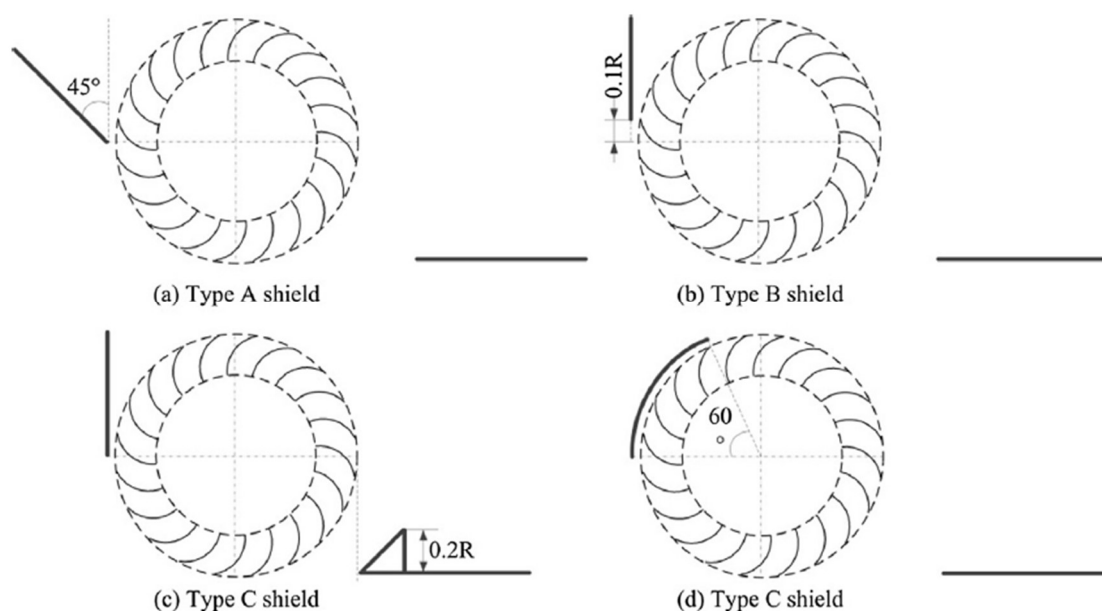 45°
0.1R
(a) Type A shield
(b) Type B shield
0.2R
60
°
(c) Type C shield
(d) Type C shield